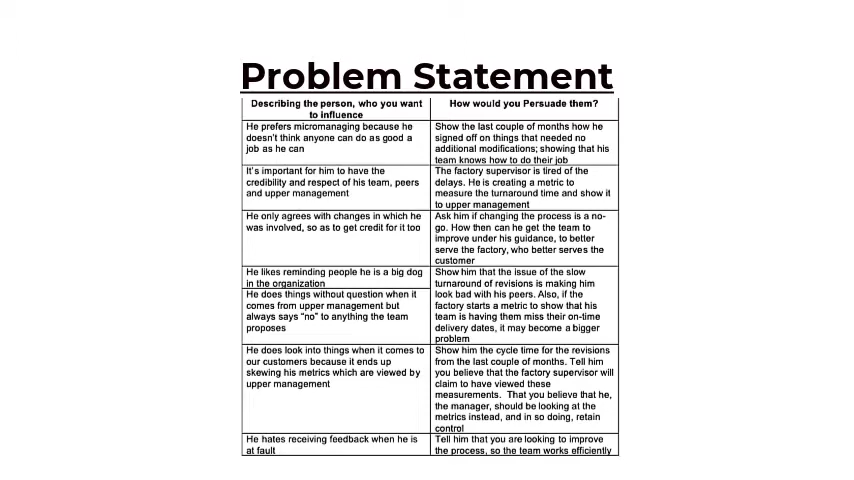 Problem Statement
Describing the person, who you want
to influence
How would you Persuade them?
He prefers micromanaging because he
doesn't think anyone can do as good a
job as he can
Show the last couple of months how he
signed off on things that needed no
additional modifications; showing that his
team knows how to do their job
It's important for him to have the
credibility and respect of his team, peers
and upper management
The factory supervisor is tired of the
delays. He is creating a metric to
measure the turnaround time and show it
to upper management
He only agrees with changes in which he
was involved, so as to get credit for it too
Ask him if changing the process is a no-
go. How then can he get the team to
improve under his guidance, to better
serve the factory, who better serves the
customer
He likes reminding people he is a big dog
in the organization
He does things without question when it
comes from upper management but
always says "no" to anything the team
proposes
Show him that the issue of the slow
turnaround of revisions is making him
look bad with his peers. Also, if the
factory starts a metric to show that his
team is having them miss their on-time
delivery dates, it may become a bigger
problem
He does look into things when it comes to
our customers because it ends up
skewing his metrics which are viewed by
upper management
Show him the cycle time for the revisions
from the last couple of months. Tell him
you believe that the factory supervisor will
claim to have viewed these
measurements. That you believe that he,
the manager, should be looking at the
metrics instead, and in so doing, retain
control
He hates receiving feedback when he is
at fault
Tell him that you are looking to improve
the process, so the team works efficiently